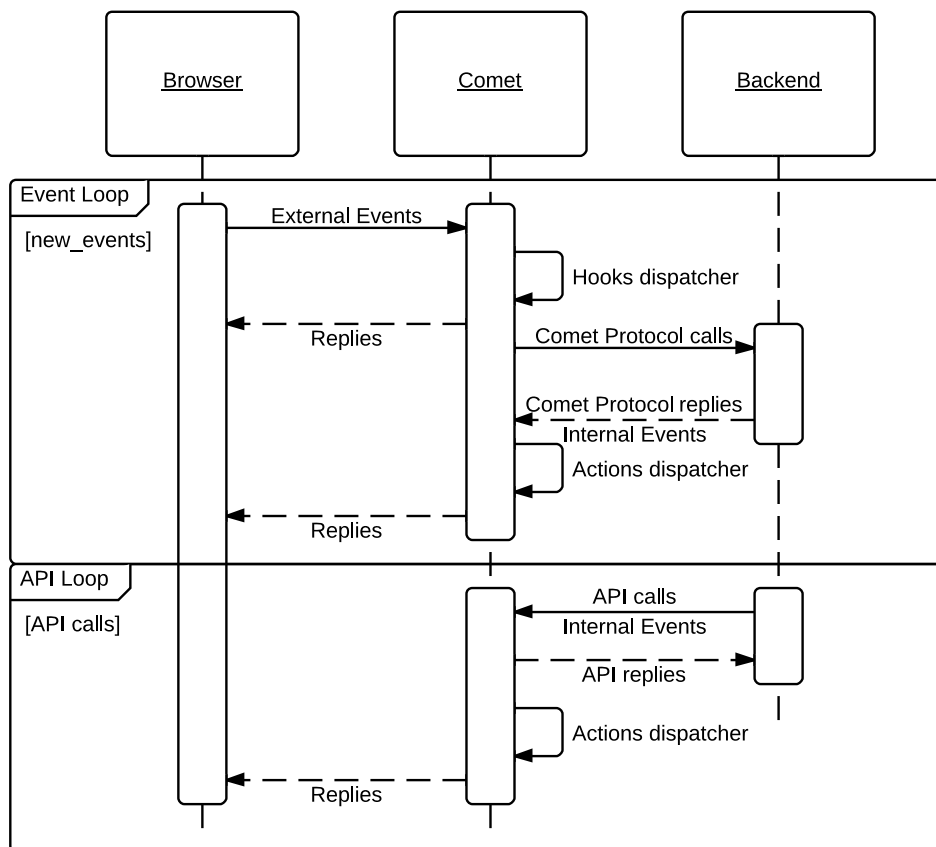 Browser
Comet
Backend
Event Loop
[new_events]
External Events
Hooks dispatcher
Replies
Comet Protocol calls
Comet Protocol replies
Internal Events
Actions dispatcher
Replies
API Loop
[API calls]
API calls
Internal Events
API replies
Actions dispatcher
Replies